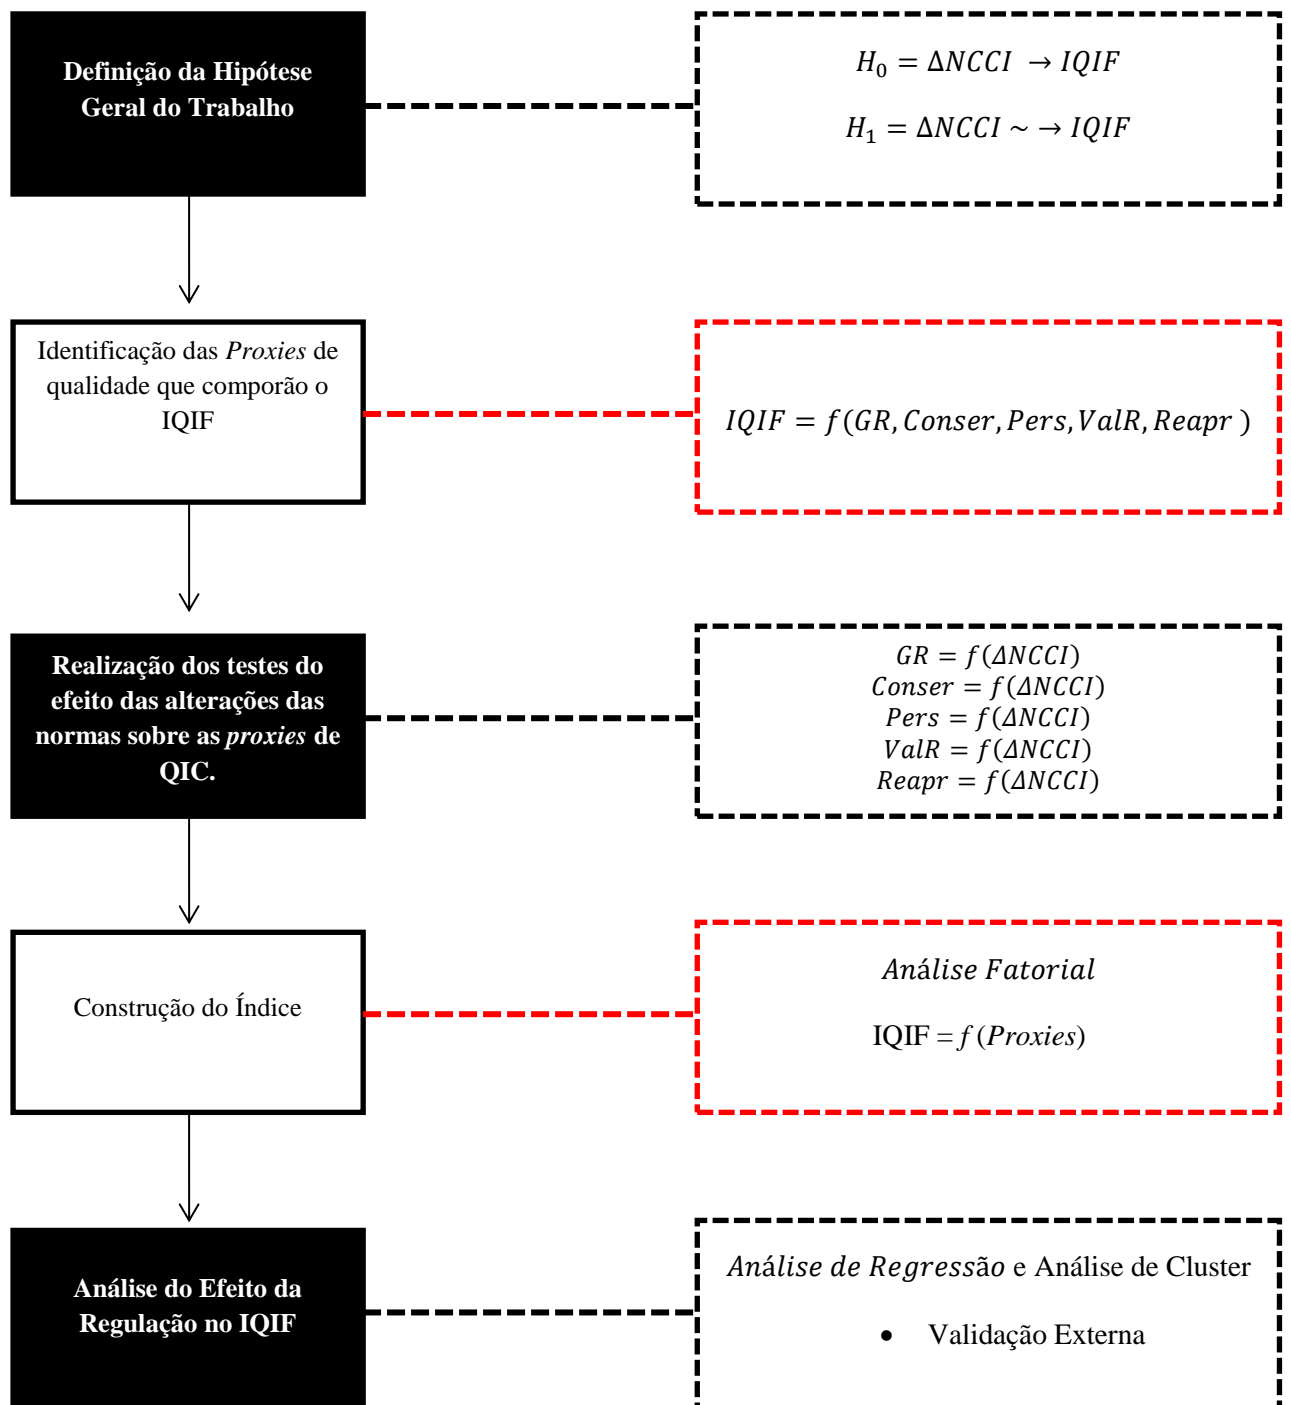 Definição da Hipótese
Geral do Trabalho
H₀ = ΔNCCI → IQIF
H₁ = ΔNCCI ~ → IQIF
Identificação das Proxies de
qualidade que comporão o
IQIF
IQIF = f(GR, Conser, Pers, ValR, Reapr )
Realização dos testes do
efeito das alterações das
normas sobre as proxies de
QIC.
GR = f(ΔNCCI)
Conser = f(ΔNCCI)
Pers = f(ΔNCCI)
ValR = f(ΔNCCI)
Reapr = f(ΔNCCI)
Construção do Índice
Análise Fatorial
IQIF = f (Proxies)
Análise do Efeito da
Regulação no IQIF
Análise de Regressão e Análise de Cluster
• Validação Externa